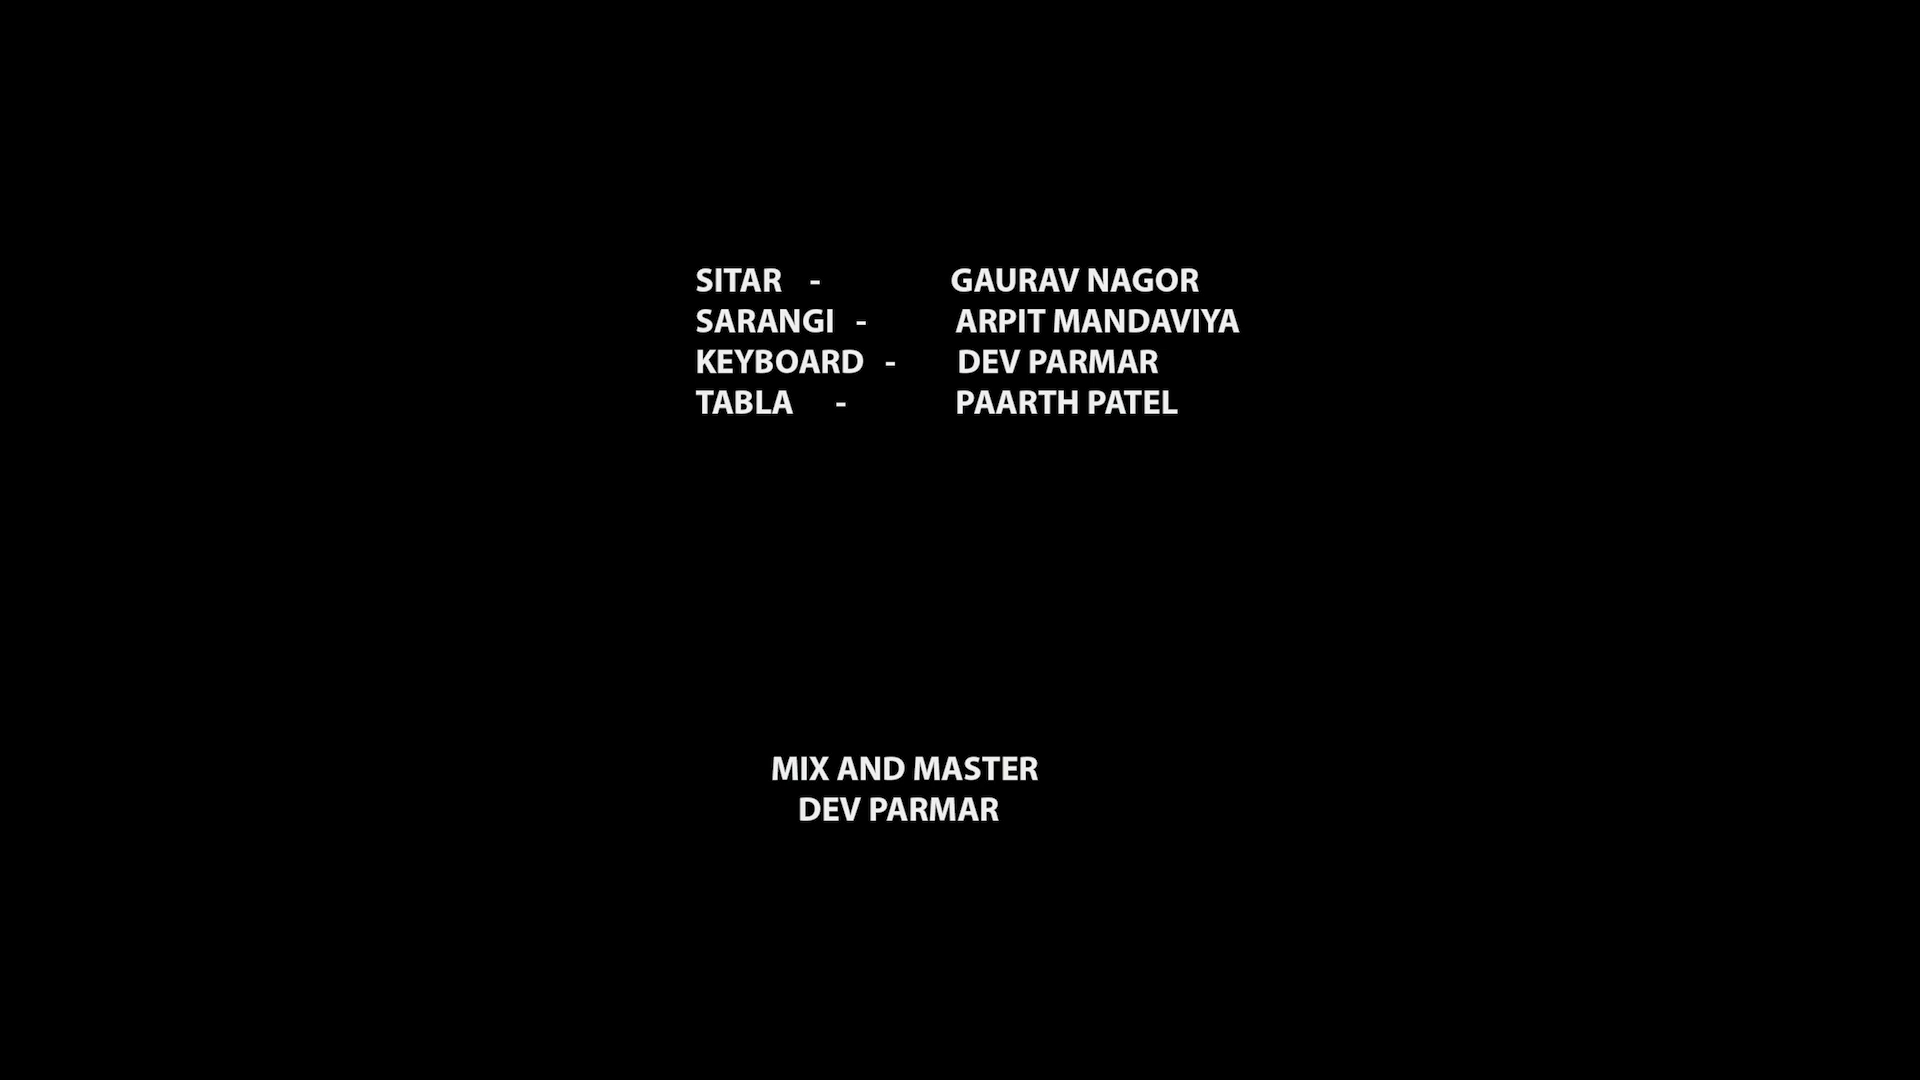 SITAR - GAURAV NAGOR
SARANGI - ARPIT MANDAVIYA
KEYBOARD - DEV PARMAR
TABLA - PAARTH PATEL
MIX AND MASTER
DEV PARMAR